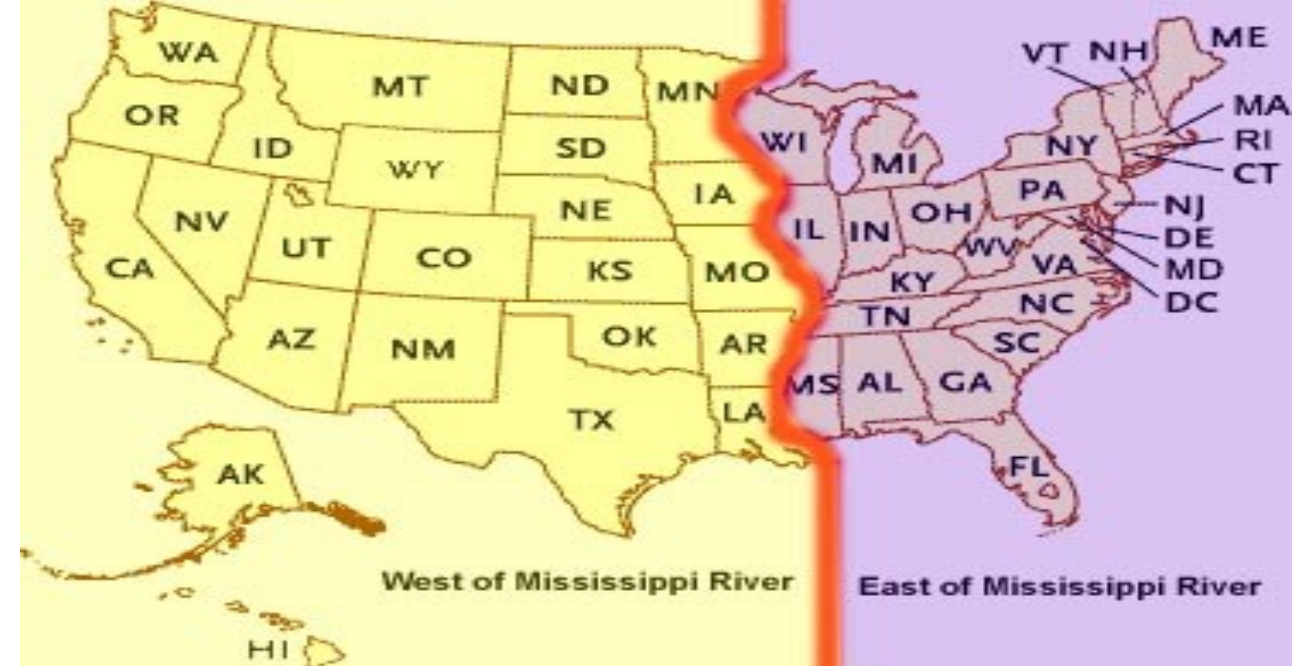 WA
MT
ND
MN
OR
ID
WY
SD
WI
MI
NY
VT
NH
ME
MA
RI
CT
NV
UT
CO
NE
IA
IL
IN
OH
PA
NJ
DE
MD
DC
CA
KS
MO
KY
WV
VA
AZ
NM
OK
AR
TN
NC
SC
TX
LA
MS
AL
GA
FL
AK
HI
West of Mississippi River
East of Mississippi River